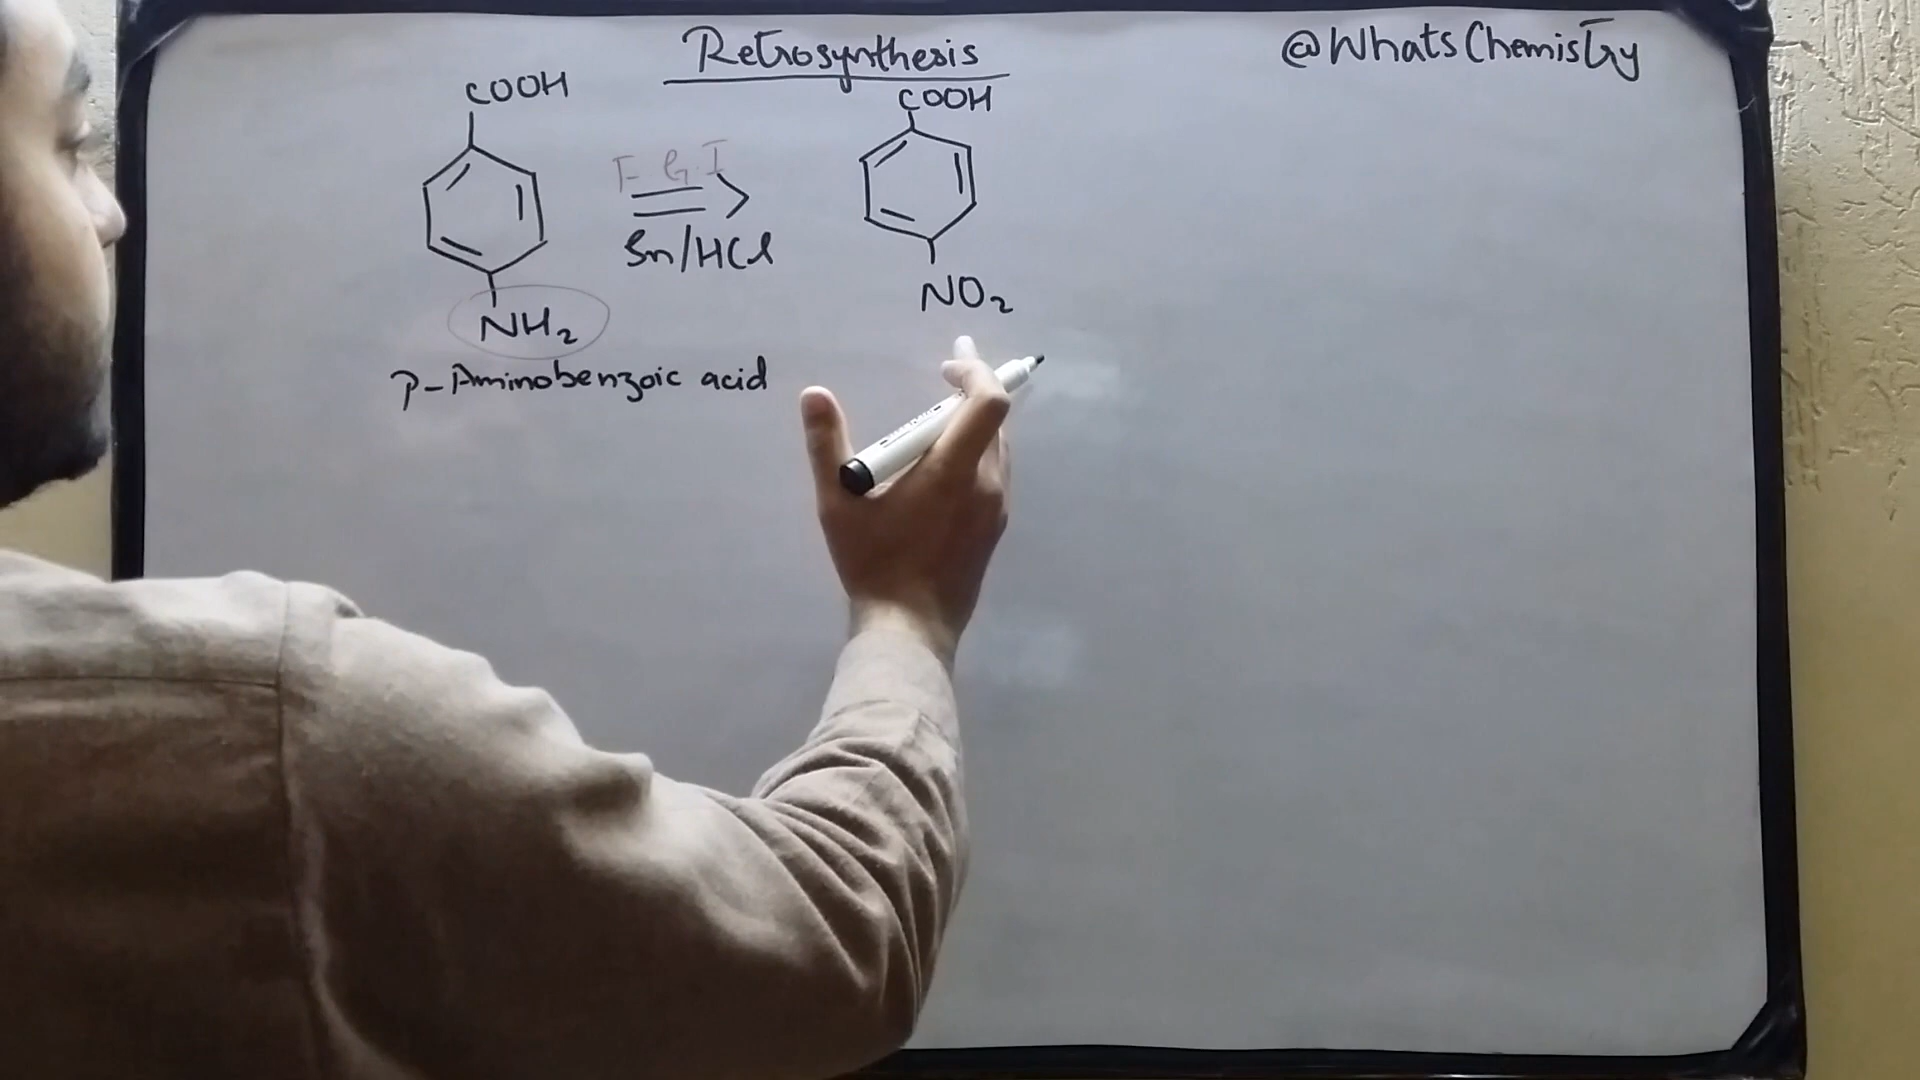 Retrosynthesis
@WhatsChemistry
COOH
COOH
F.G.I
Sn/HCl
NH2
NO2
p-Aminobenzoic acid